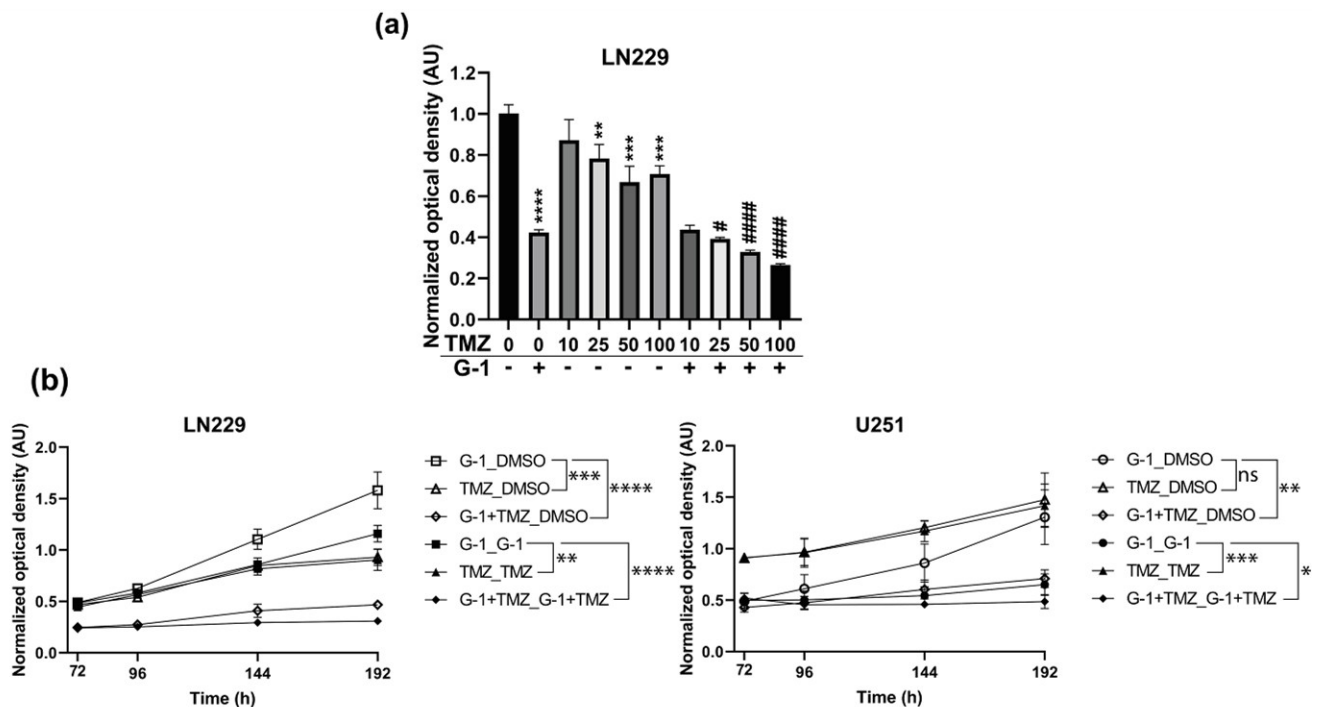 (a)
LN229
Normalized optical density (AU)
1.2
1.0
0.8
0.6
0.4
0.2
0.0
****
**
***
***
#
####
####
TMZ 0 0 10 25 50 100 10 25 50 100
G-1 - + - - - - + + + +
(b)
LN229
Normalized optical density (AU)
2.0
1.5
1.0
0.5
0.0
72 96 144 192
Time (h)
G-1_DMSO
TMZ_DMSO
G-1+TMZ_DMSO
G-1_G-1
TMZ_TMZ
G-1+TMZ_G-1+TMZ
***
****
**
****
U251
Normalized optical density (AU)
2.0
1.5
1.0
0.5
0.0
72 96 144 192
Time (h)
G-1_DMSO
TMZ_DMSO
G-1+TMZ_DMSO
G-1_G-1
TMZ_TMZ
G-1+TMZ_G-1+TMZ
ns
**
***
*